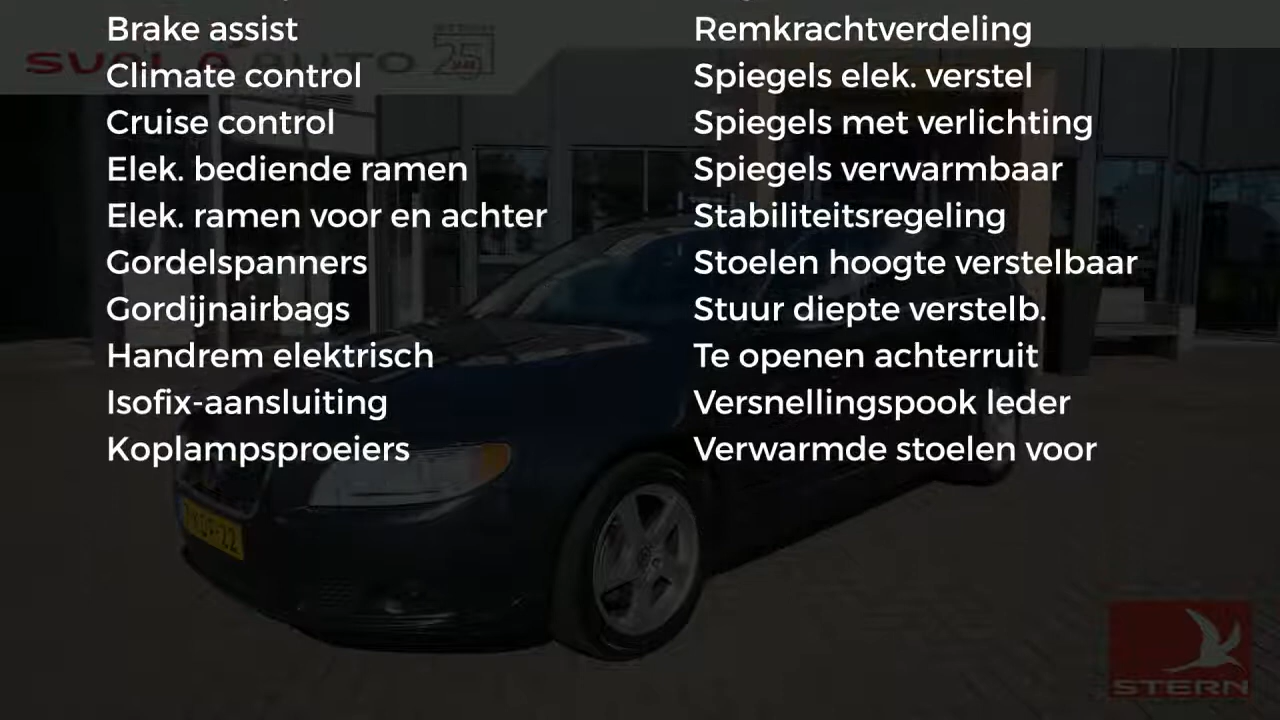 Brake assist
Climate control
Cruise control
Elek. bediende ramen
Elek. ramen voor en achter
Gordelspanners
Gordijnairbags
Handrem elektrisch
Isofix-aansluiting
Koplampsproeiers
Remkrachtverdeling
Spiegels elek. verstel
Spiegels met verlichting
Spiegels verwarmbaar
Stabiliteitsregeling
Stoelen hoogte verstelbaar
Stuur diepte verstelb.
Te openen achterruit
Versnellingspook leder
Verwarmde stoelen voor
AUTO
25
STERN